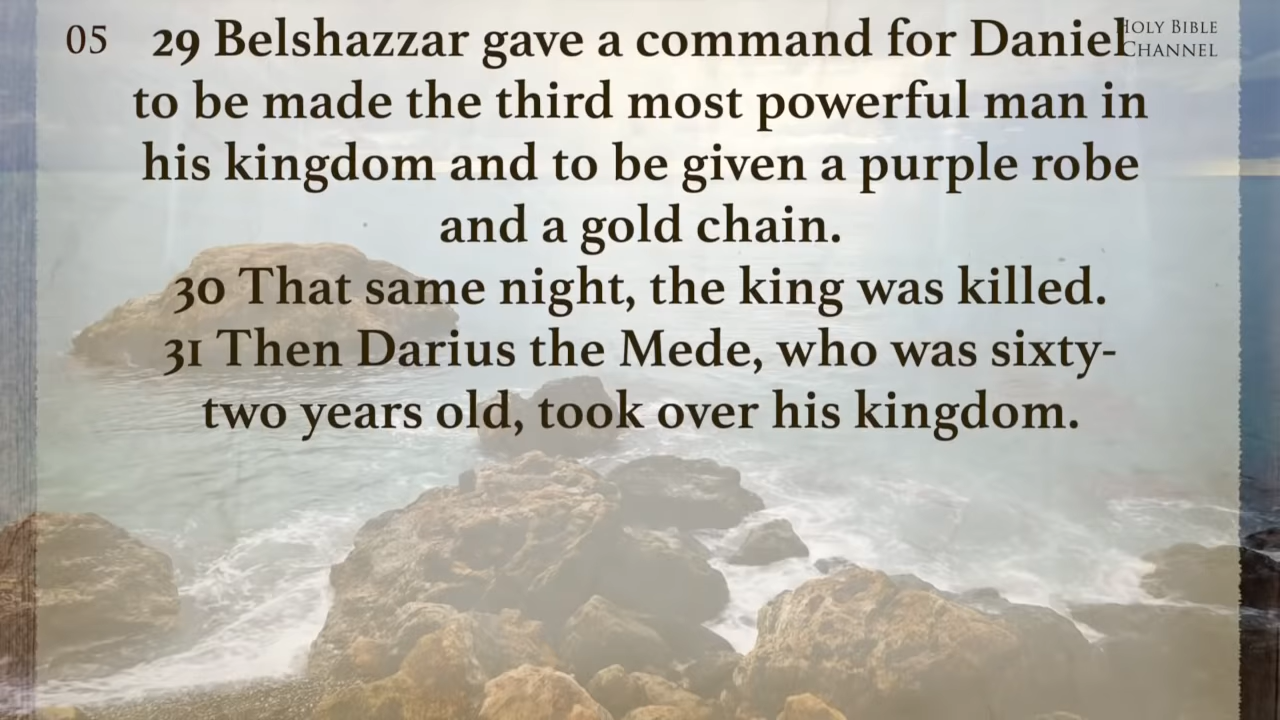 05
29 Belshazzar gave a command for Daniel
to be made the third most powerful man in
his kingdom and to be given a purple robe
and a gold chain.
30 That same night, the king was killed.
31 Then Darius the Mede, who was sixty-
two years old, took over his kingdom.
Holy Bible
Channel